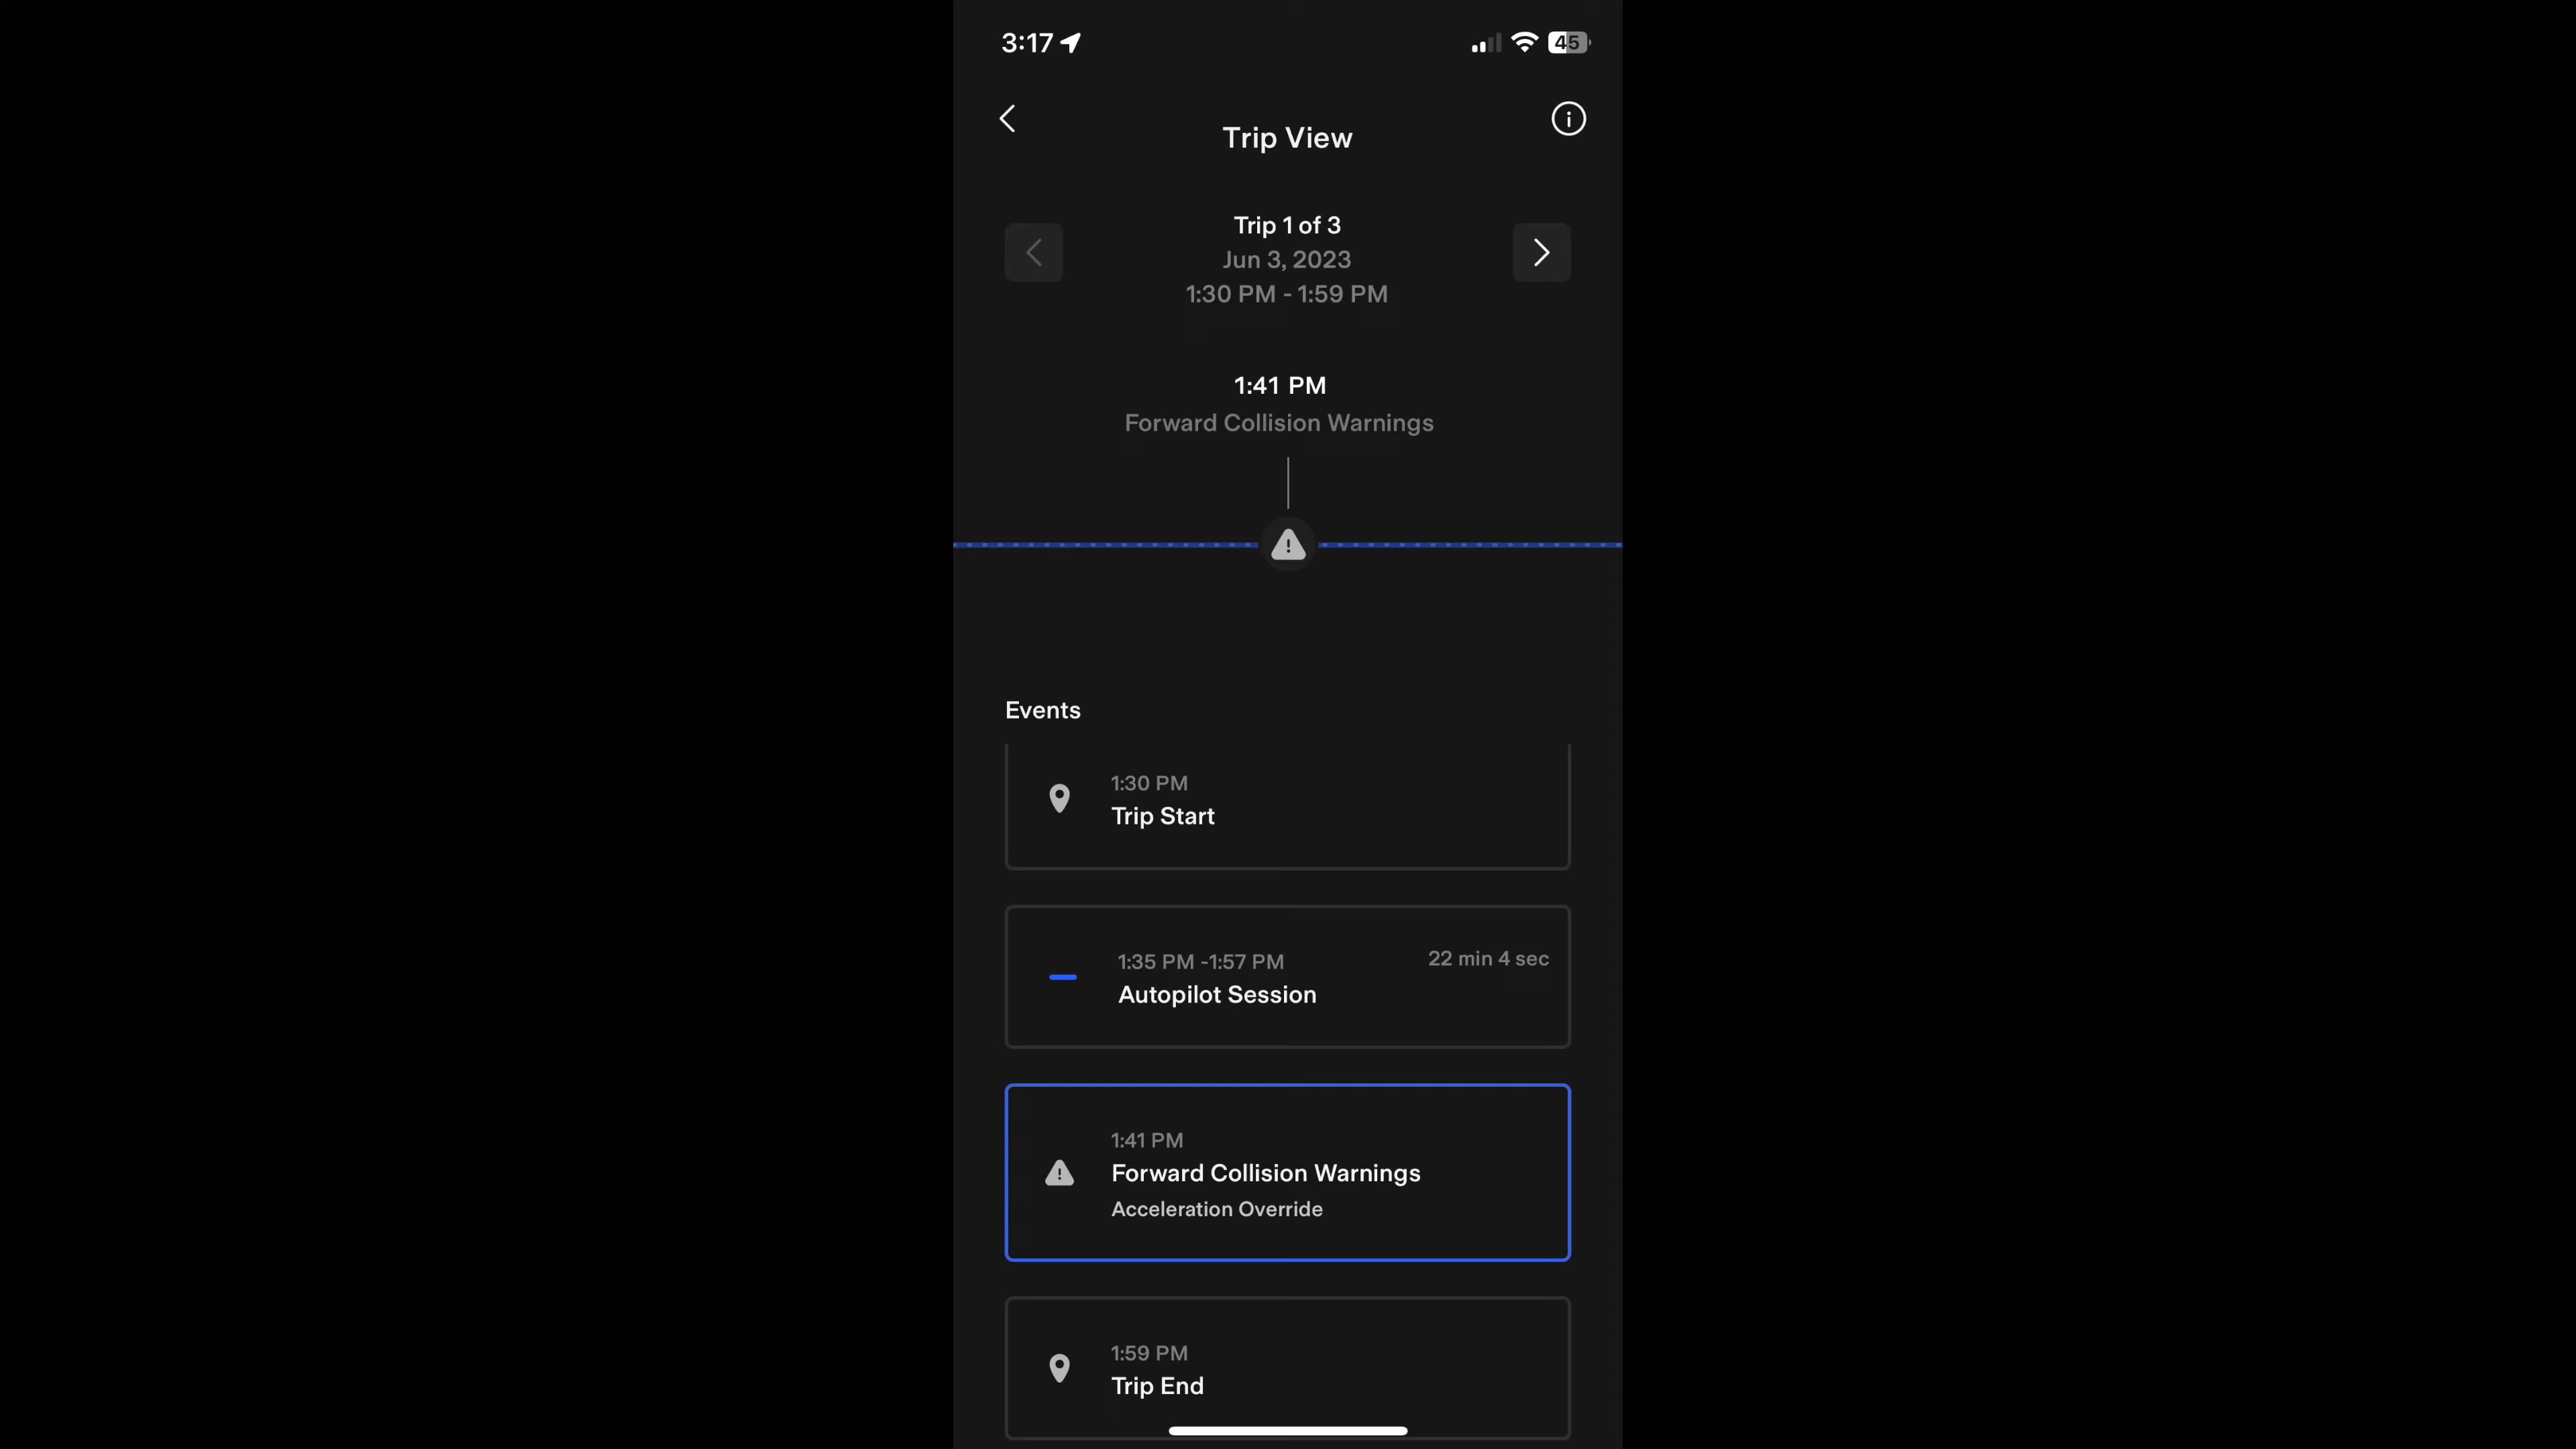 3:17
45
Trip View
Trip 1 of 3
Jun 3, 2023
1:30 PM - 1:59 PM
1:41 PM
Forward Collision Warnings
Events
1:30 PM
Trip Start
1:35 PM -1:57 PM
22 min 4 sec
Autopilot Session
1:41 PM
Forward Collision Warnings
Acceleration Override
1:59 PM
Trip End